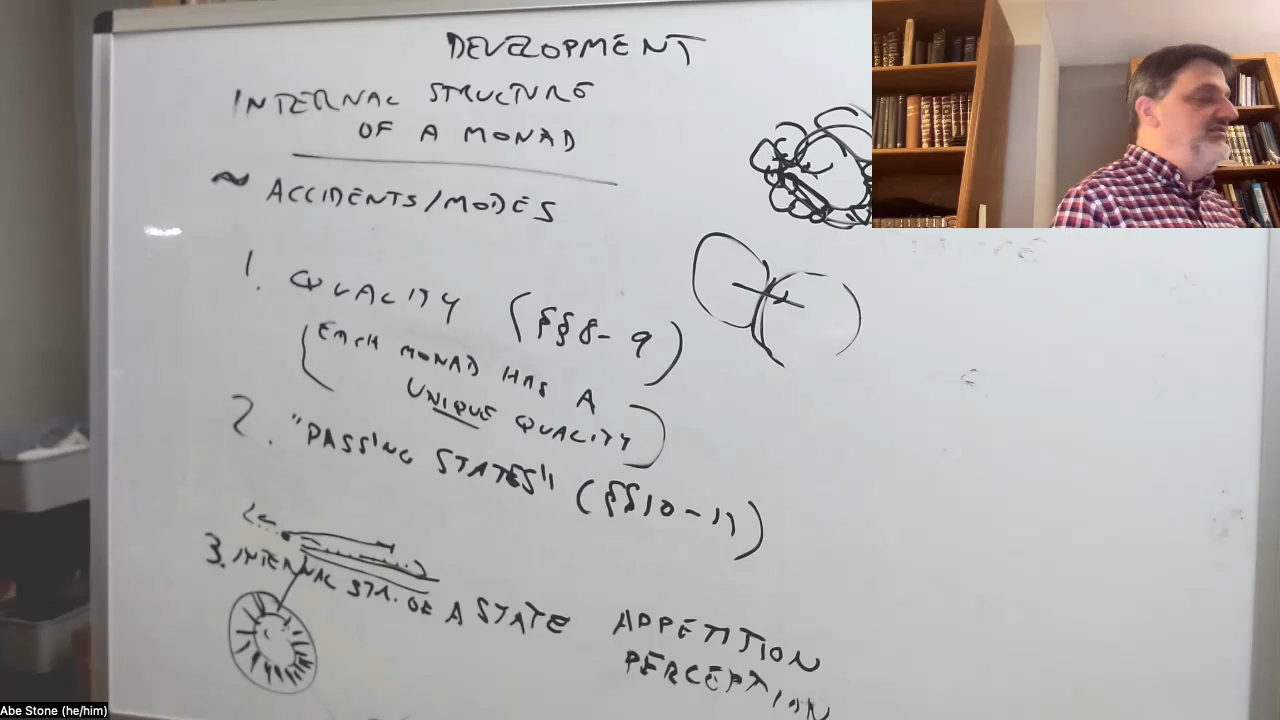 DEVELOPMENT
INTERNAL STRUCTURE
OF A MONAD
~ ACCIDENTS/MODES
1. QUALITY (§§8-9)
(EACH MONAD HAS A
UNIQUE QUALITY)
2. "PASSING STATES" (§§10-11)
3. INTERNAL STR. OF A STATE
APPETITION
PERCEPTION
Abe Stone (he/him)